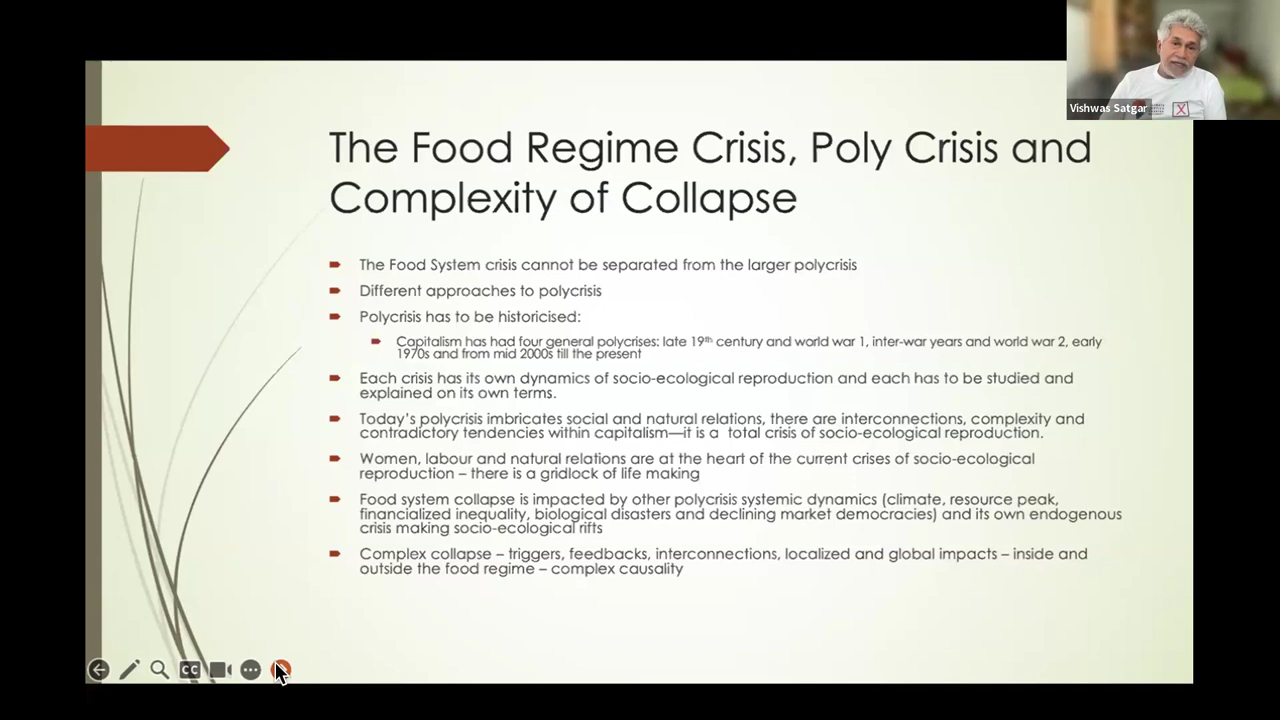 Vishwas Satgar
The Food Regime Crisis, Poly Crisis and
Complexity of Collapse
The Food System crisis cannot be separated from the larger polycrisis
Different approaches to polycrisis
Polycrisis has to be historicised:
Capitalism has had four general polycrises: late 19th century and world war 1, inter-war years and world war 2, early
1970s and from mid 2000s till the present
Each crisis has its own dynamics of socio-ecological reproduction and each has to be studied and
explained on its own terms.
Today's polycrisis imbricates social and natural relations, there are interconnections, complexity and
contradictory tendencies within capitalism—it is a  total crisis of socio-ecological reproduction.
Women, labour and natural relations are at the heart of the current crises of socio-ecological
reproduction – there is a gridlock of life making
Food system collapse is impacted by other polycrisis systemic dynamics (climate, resource peak,
financialized inequality, biological disasters and declining market democracies) and its own endogenous
crisis making socio-ecological rifts
Complex collapse – triggers, feedbacks, interconnections, localized and global impacts – inside and
outside the food regime – complex causality
CC